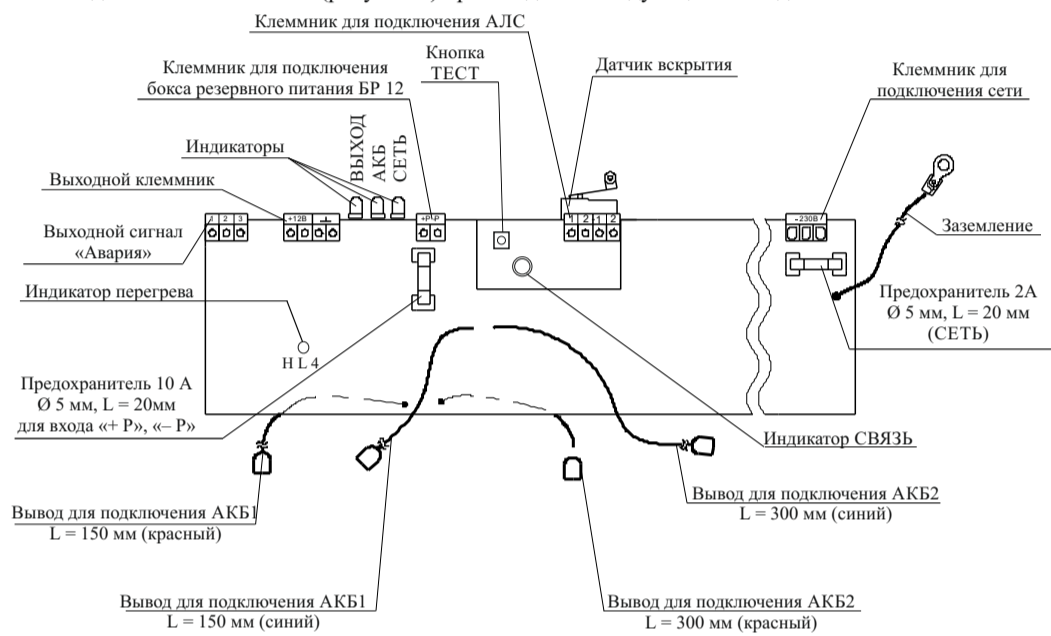 Клеммник для подключения АЛС
Кнопка
ТЕСТ
Датчик вскрытия
Клеммник для
подключения сети
Клеммник для подключения
бокса резервного питания БР 12
Индикаторы
ВЫХОД
АКБ
СЕТЬ
Выходной клеммник
1 2 3
+12В
+Р -Р
1 2 1 2
~230В
Выходной сигнал
«Авария»
Заземление
Индикатор перегрева
HL4
Предохранитель 2А
Ø 5 мм, L = 20 мм
(СЕТЬ)
Предохранитель 10 А
Ø 5 мм, L = 20мм
для входа «+ Р», «– Р»
Индикатор СВЯЗЬ
Вывод для подключения АКБ1
L = 150 мм (красный)
Вывод для подключения АКБ2
L = 300 мм (синий)
Вывод для подключения АКБ1
L = 150 мм (синий)
Вывод для подключения АКБ2
L = 300 мм (красный)